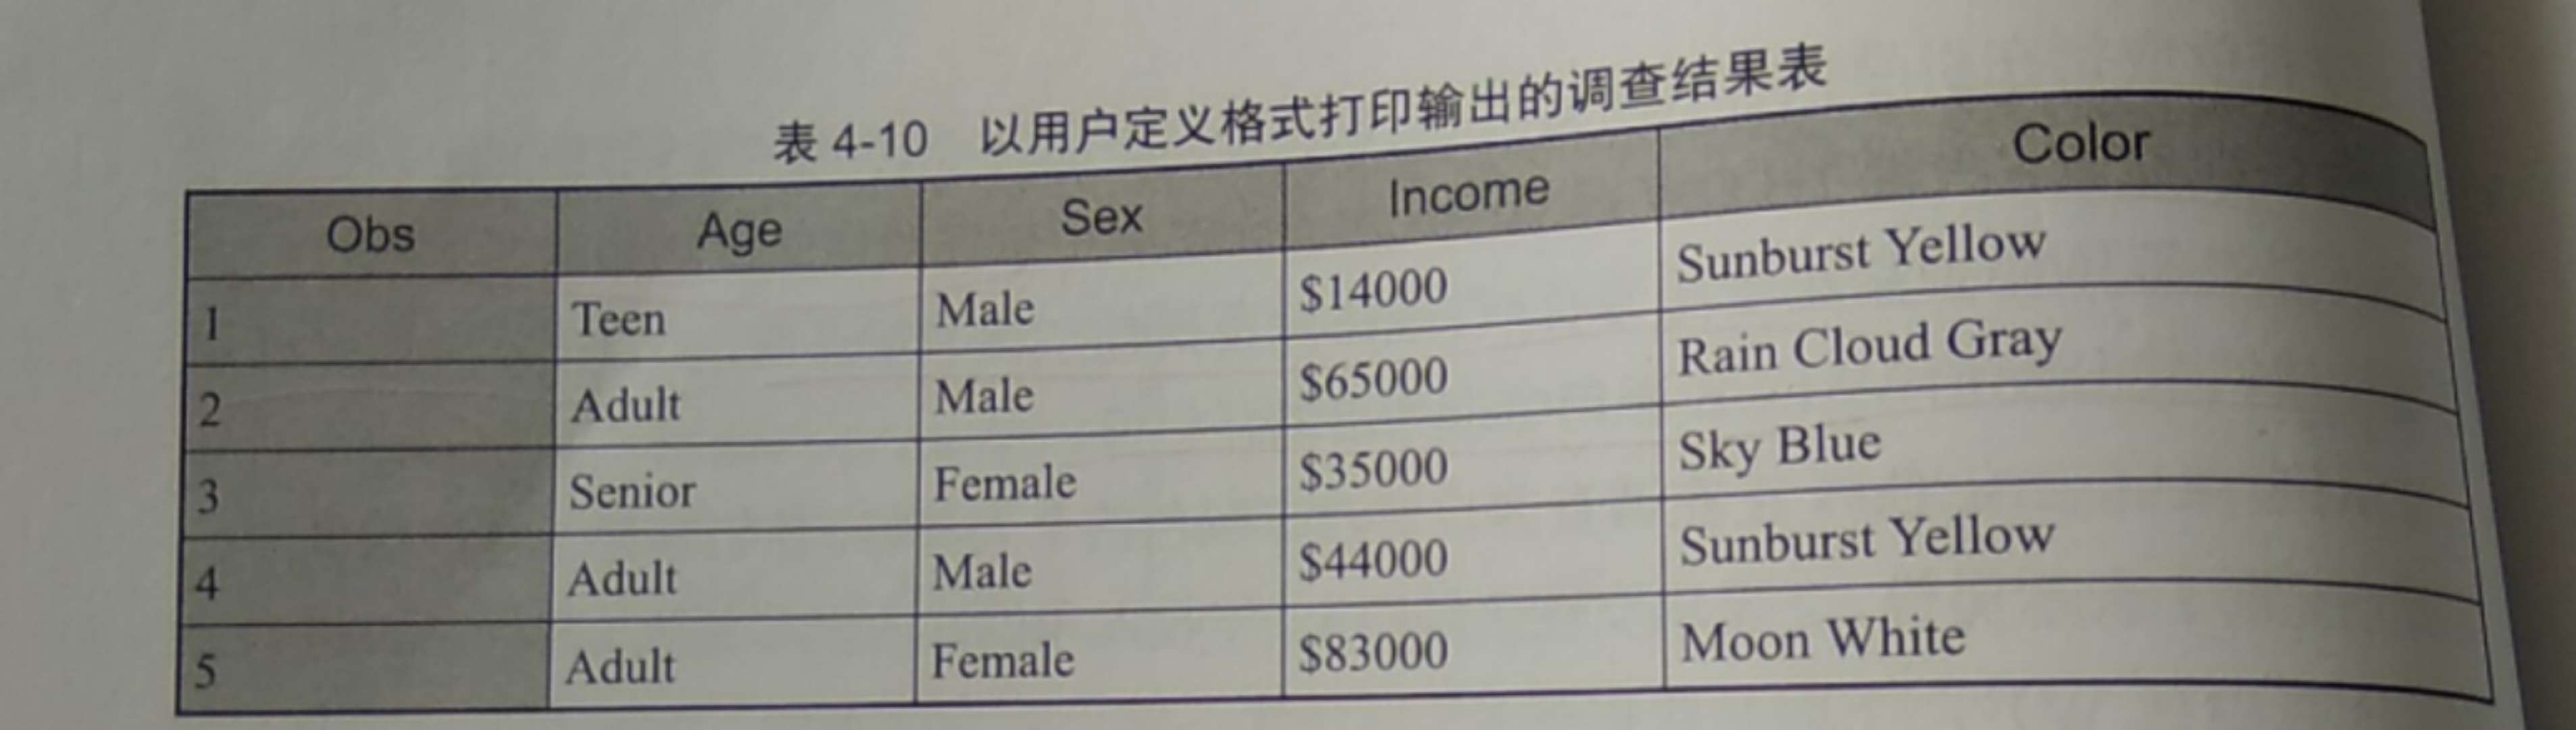 表 4-10 以用户定义格式打印输出的调查结果表
Obs Age Sex Income Color
1 Teen Male $14000 Sunburst Yellow
2 Adult Male $65000 Rain Cloud Gray
3 Senior Female $35000 Sky Blue
4 Adult Male $44000 Sunburst Yellow
5 Adult Female $83000 Moon White